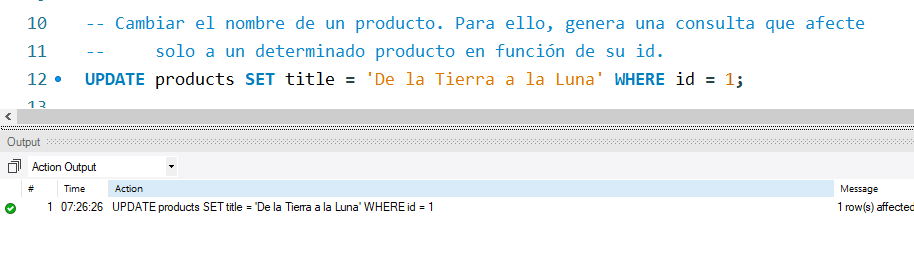 10 -- Cambiar el nombre de un producto. Para ello, genera una consulta que afecte
11 -- solo a un determinado producto en función de su id.
12 UPDATE products SET title = 'De la Tierra a la Luna' WHERE id = 1;
13
Output
Action Output
# Time Action Message
1 07:26:26 UPDATE products SET title = 'De la Tierra a la Luna' WHERE id = 1 1 row(s) affected